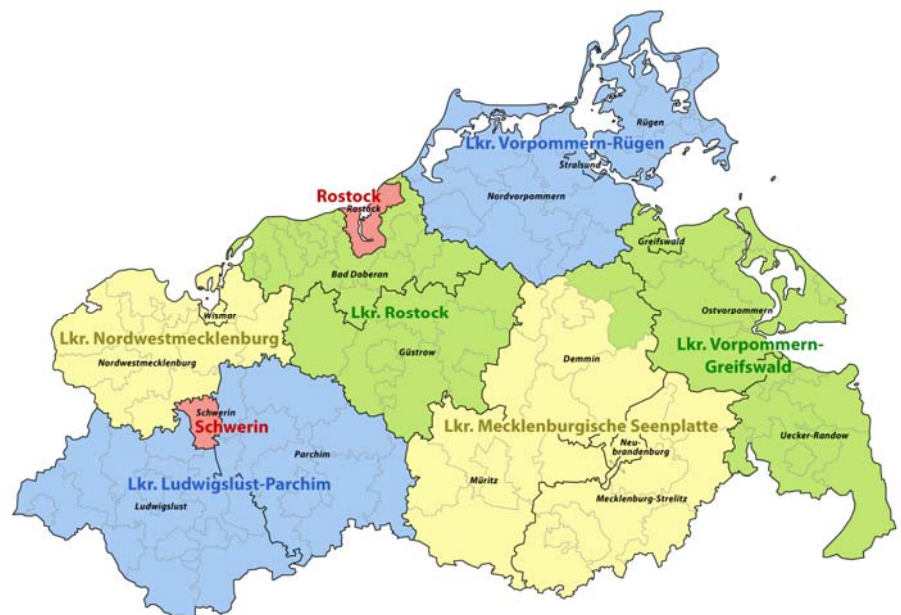 Rügen
Lkr. Vorpommern-Rügen
Stralsund
Rostock
Nordvorpommern
Rostock
Greifswald
Bad Doberan
Ostvorpommern
Wismar
Lkr. Rostock
Lkr. Nordwestmecklenburg
Lkr. Vorpommern-
Greifswald
Güstrow
Demmin
Nordwestmecklenburg
Schwerin
Schwerin
Lkr. Mecklenburgische Seenplatte
Uecker-Randow
Neu-
brandenburg
Parchim
Müritz
Lkr. Ludwigslust-Parchim
Mecklenburg-Strelitz
Ludwigslust